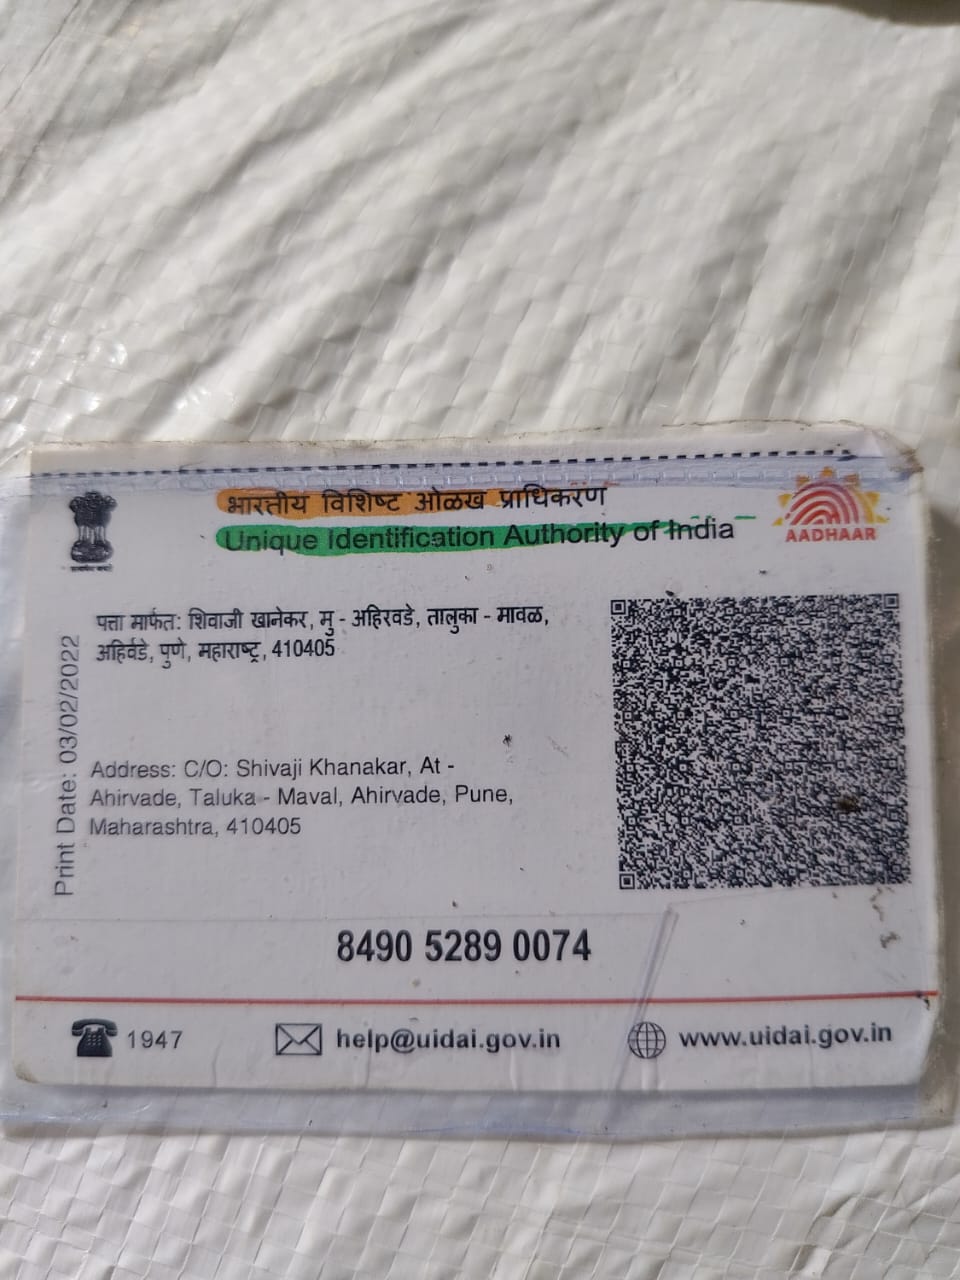 भारतीय विशिष्ट ओळख प्राधिकरण
Unique Identification Authority of India
AADHAAR
पत्ता मार्फत: शिवाजी खानेकर, मु - अहिरवडे, तालुका - मावळ,
अहिर्वडे, पुणे, महाराष्ट्र, 410405
Print Date: 03/02/2022
Address: C/O: Shivaji Khanakar, At -
Ahirvade, Taluka - Maval, Ahirvade, Pune,
Maharashtra, 410405
8490 5289 0074
1947
help@uidai.gov.in
www.uidai.gov.in